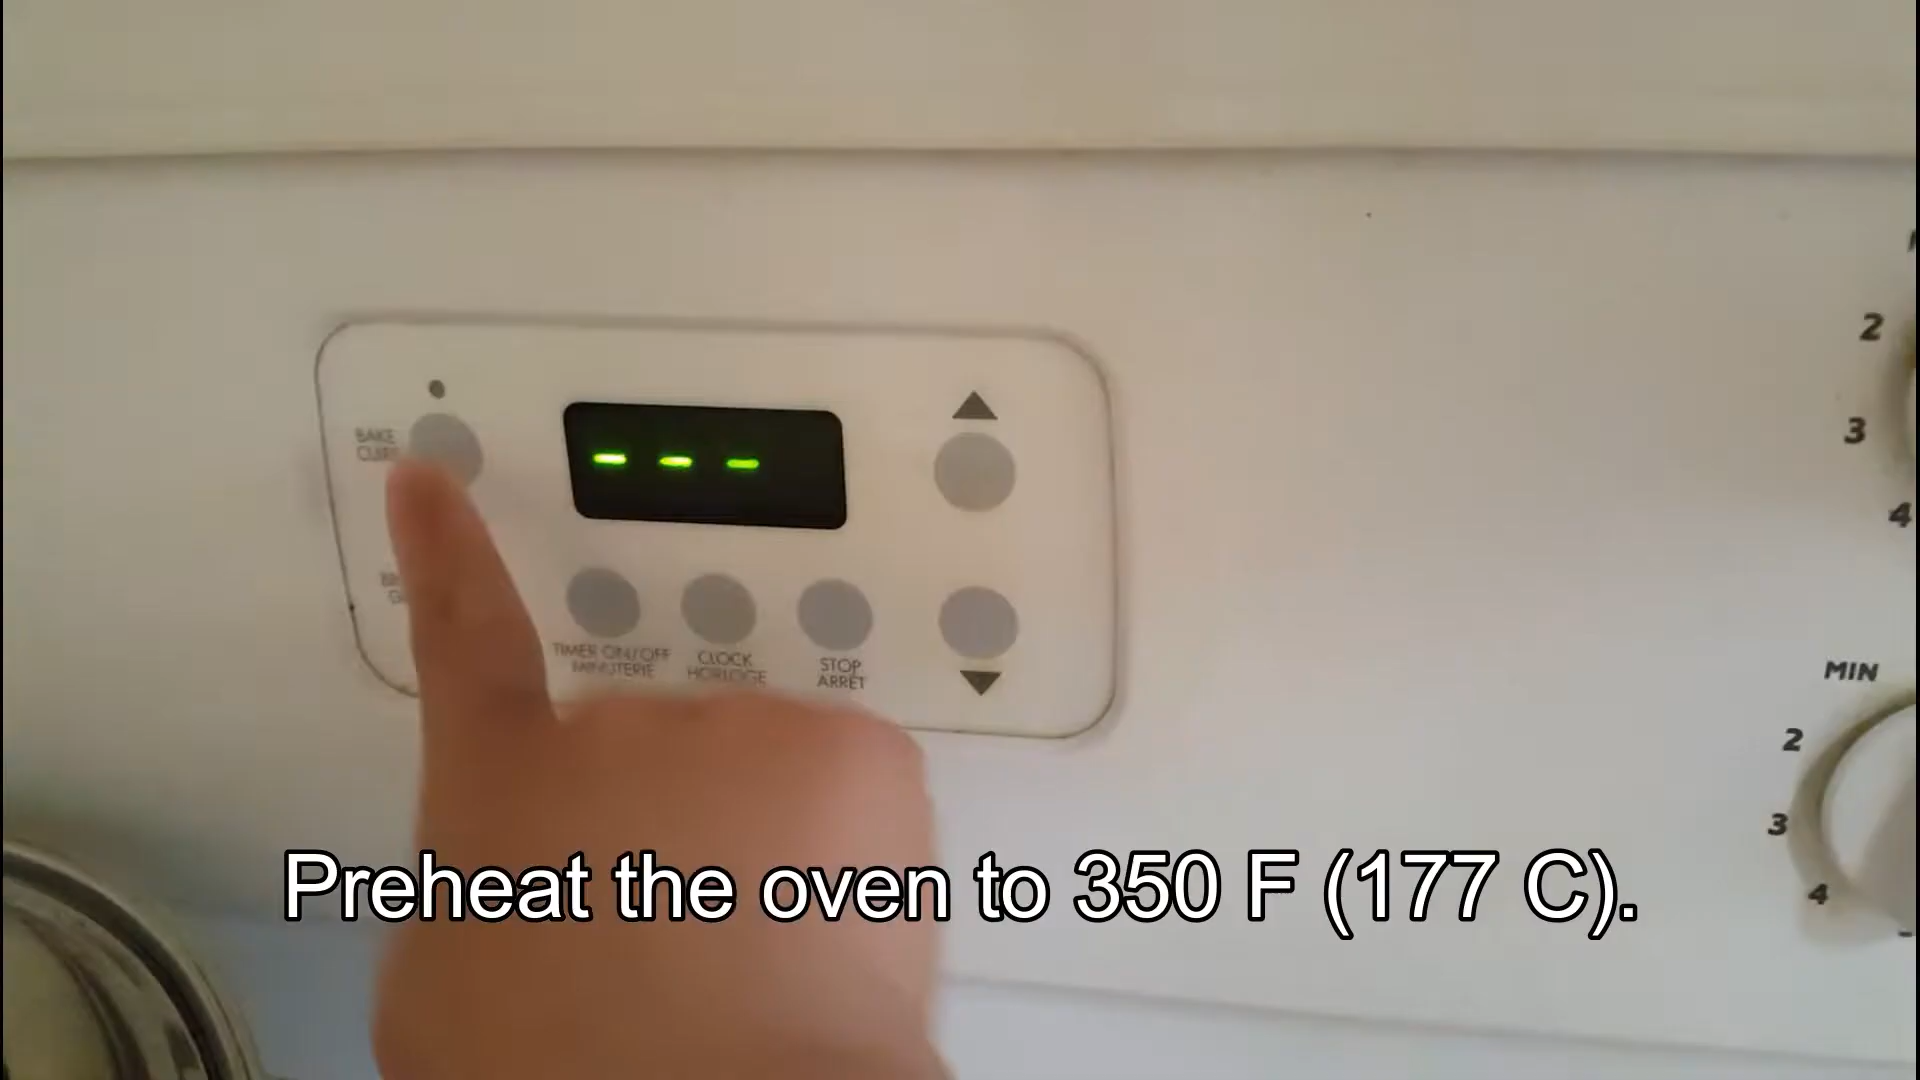 BAKE
CUIRE
- - -
TIMER ON/OFF
MINUTERIE
CLOCK
HORLOGE
STOP
ARRÊT
2
3
4
MIN
2
3
4
Preheat the oven to 350 F (177 C).